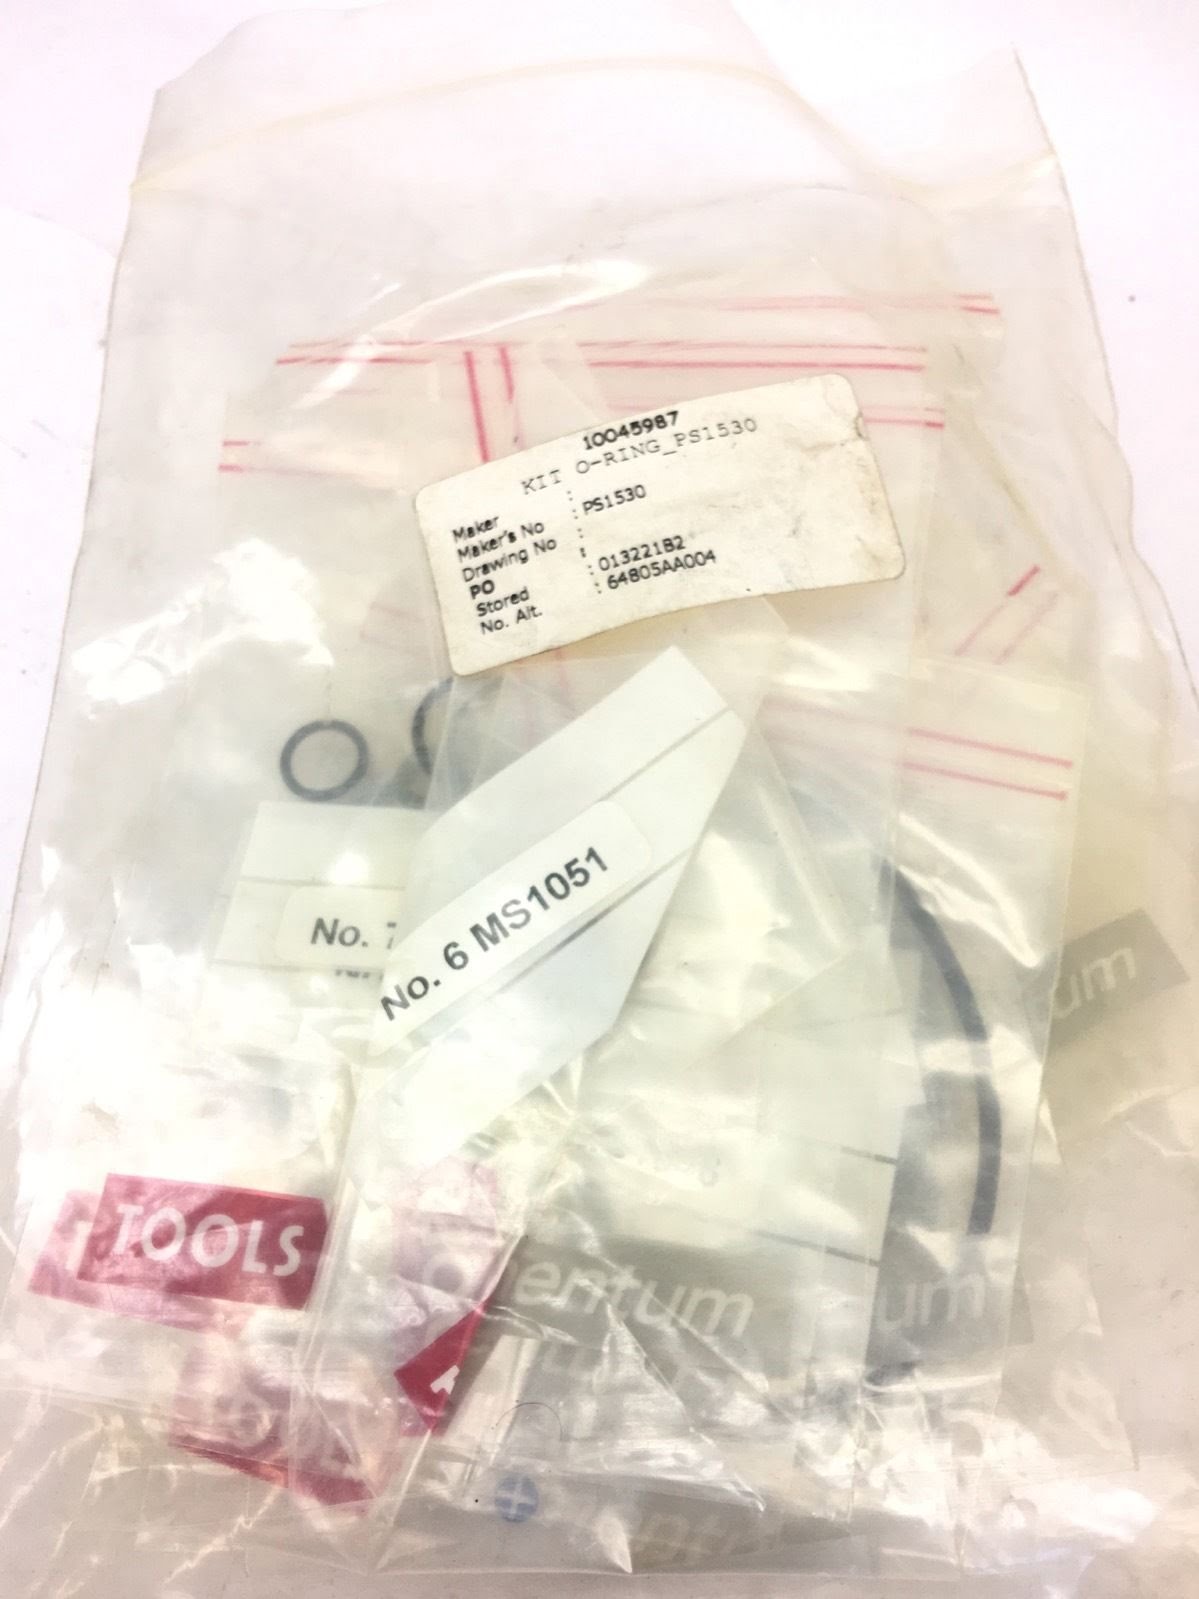 10045987
KIT O-RING_PS1530
Maker :
Maker's No : PS1530
Drawing No :
PO :
Stored : 013221B2
No. Alt. : 64805AA004
No. 7
No. 6 MS1051
um
TOOLS
entum
um